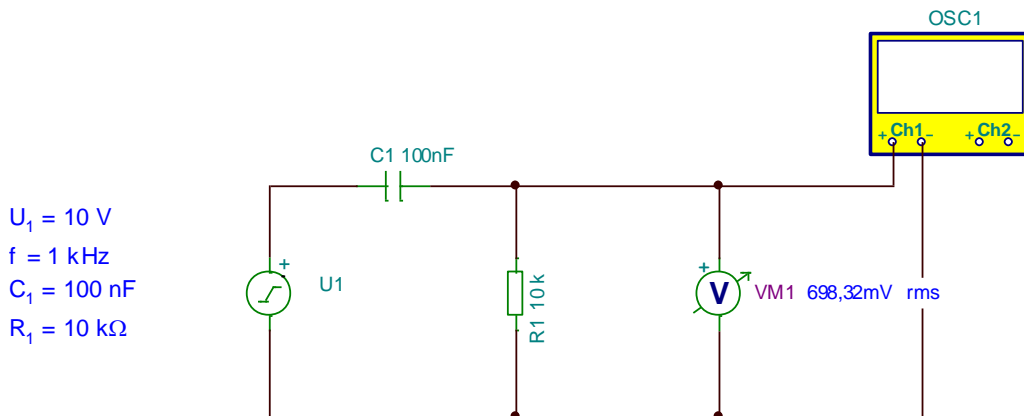 OSC1
+ Ch1 − + Ch2 −
C1 100nF
U₁ = 10 V
f = 1 kHz
C₁ = 100 nF
R₁ = 10 kΩ
+
U1
R1 10k
+
V
VM1 698,32mV rms